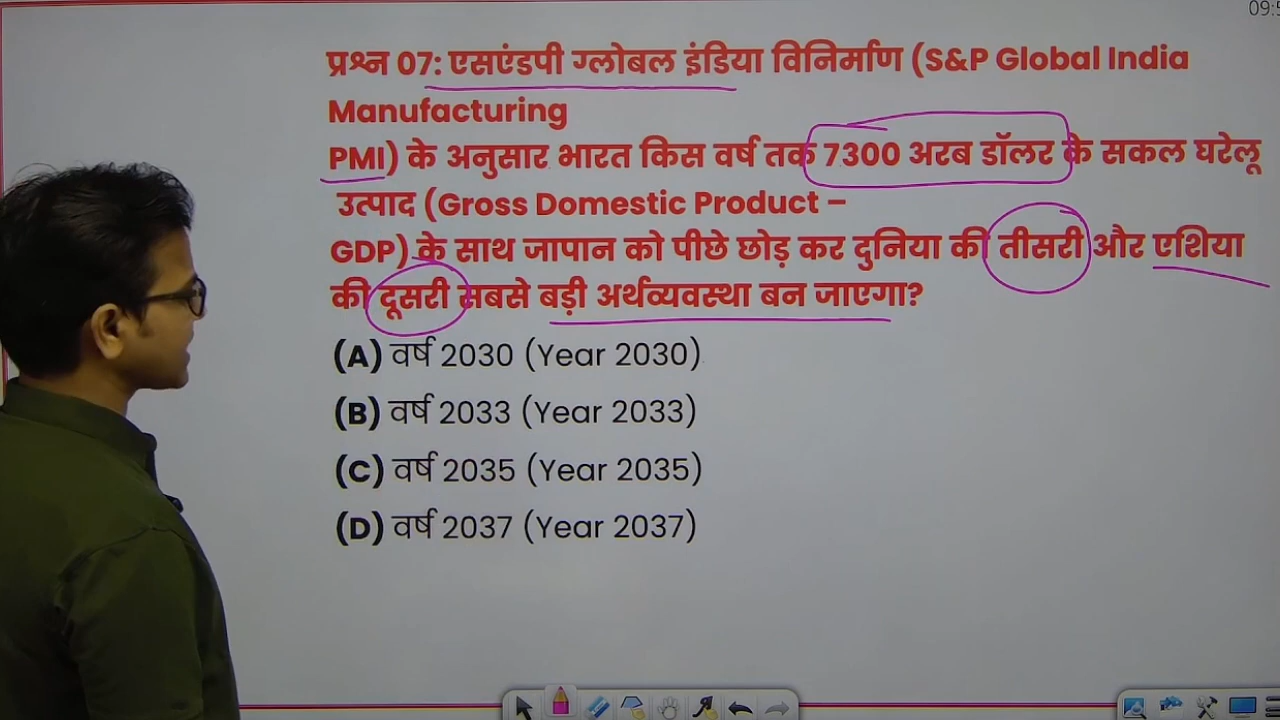 09:5
प्रश्न 07: एसएंडपी ग्लोबल इंडिया विनिर्माण (S&P Global India
Manufacturing
PMI) के अनुसार भारत किस वर्ष तक 7300 अरब डॉलर के सकल घरेलू
उत्पाद (Gross Domestic Product –
GDP) के साथ जापान को पीछे छोड़ कर दुनिया की तीसरी और एशिया
की दूसरी सबसे बड़ी अर्थव्यवस्था बन जाएगा?
(A) वर्ष 2030 (Year 2030)
(B) वर्ष 2033 (Year 2033)
(C) वर्ष 2035 (Year 2035)
(D) वर्ष 2037 (Year 2037)